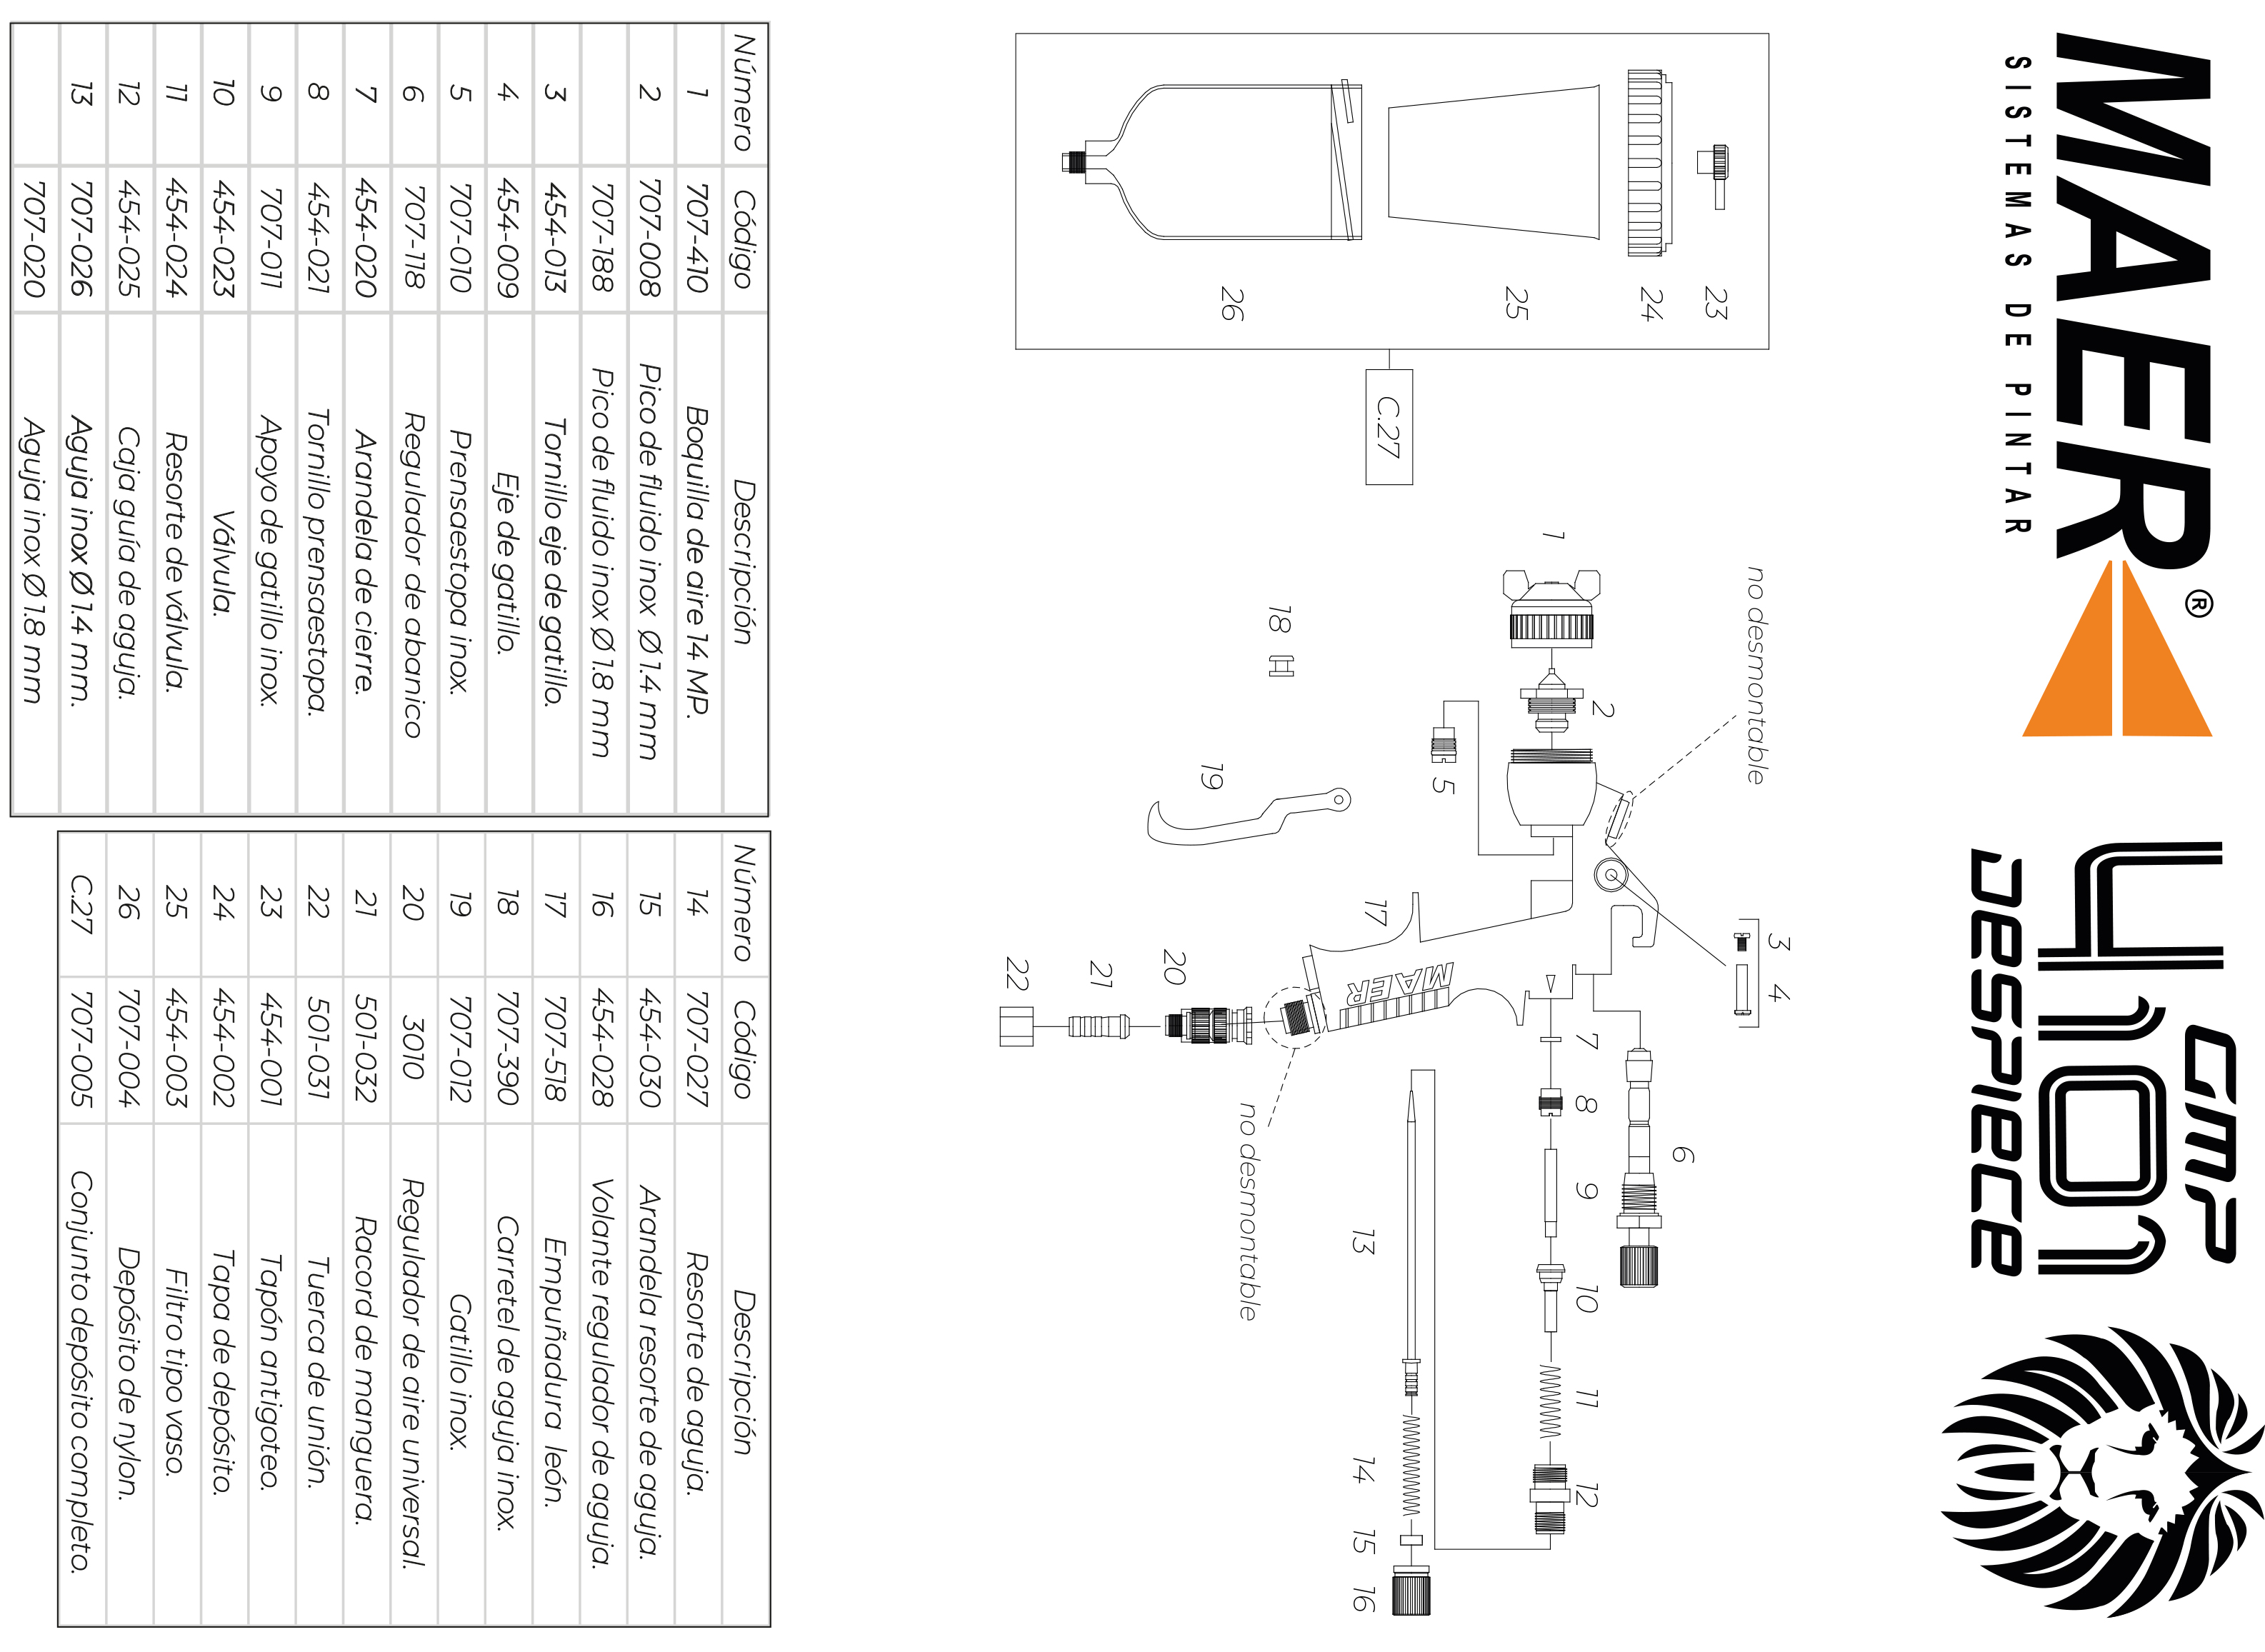 MAER®
SISTEMAS DE PINTAR
410 GMP
DESPIECE
23
24
25
26
C.27
no desmontable
1
2
3
4
5
6
7
8
9
10
11
12
13
14
15
16
17
MAER
18
19
20
21
22
no desmontable
Número Código Descripción
1 707-410 Boquilla de aire 14 MP.
2 707-008 Pico de fluido inox Ø 1.4 mm
707-188 Pico de fluido inox Ø 1.8 mm
3 454-013 Tornillo eje de gatillo.
4 454-009 Eje de gatillo.
5 707-010 Prensaestopa inox.
6 707-118 Regulador de abanico
7 454-020 Arandela de cierre.
8 454-021 Tornillo prensaestopa.
9 707-011 Apoyo de gatillo inox.
10 454-023 Válvula.
11 454-024 Resorte de válvula.
12 454-025 Caja guía de aguja.
13 707-026 Aguja inox Ø 1.4 mm.
707-020 Aguja inox Ø 1.8 mm
Número Código Descripción
14 707-027 Resorte de aguja.
15 454-030 Arandela resorte de aguja.
16 454-028 Volante regulador de aguja.
17 707-518 Empuñadura león.
18 707-390 Carretel de aguja inox.
19 707-012 Gatillo inox.
20 3010 Regulador de aire universal.
21 501-032 Racord de manguera.
22 501-031 Tuerca de unión.
23 454-001 Tapón antigoteo.
24 454-002 Tapa de depósito.
25 454-003 Filtro tipo vaso.
26 707-004 Depósito de nylon.
C.27 707-005 Conjunto depósito completo.